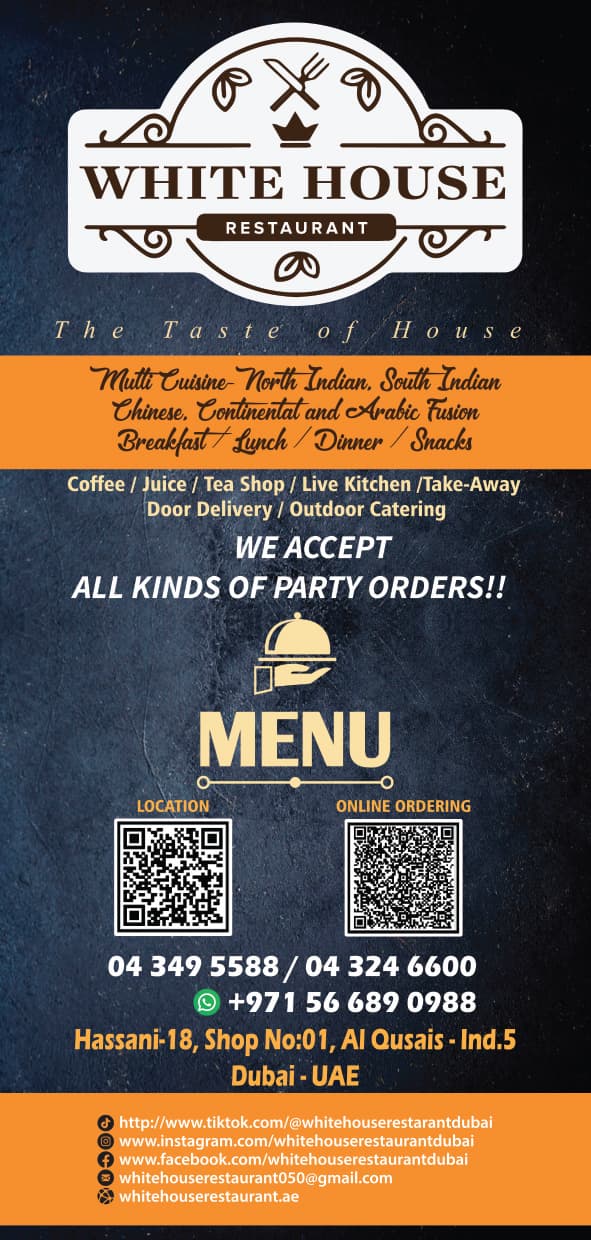 WHITE HOUSE
RESTAURANT
The Taste of House
Multi Cuisine- North Indian, South Indian
Chinese, Continental and Arabic Fusion
Breakfast / Lunch / Dinner / Snacks
Coffee / Juice / Tea Shop / Live Kitchen /Take-Away
Door Delivery / Outdoor Catering
WE ACCEPT
ALL KINDS OF PARTY ORDERS!!
MENU
LOCATION
ONLINE ORDERING
04 349 5588 / 04 324 6600
+971 56 689 0988
Hassani-18, Shop No:01, Al Qusais - Ind.5
Dubai - UAE
http://www.tiktok.com/@whitehouserestarantdubai
www.instagram.com/whitehouserestaurantdubai
www.facebook.com/whitehouserestaurantdubai
whitehouserestaurant050@gmail.com
whitehouserestaurant.ae